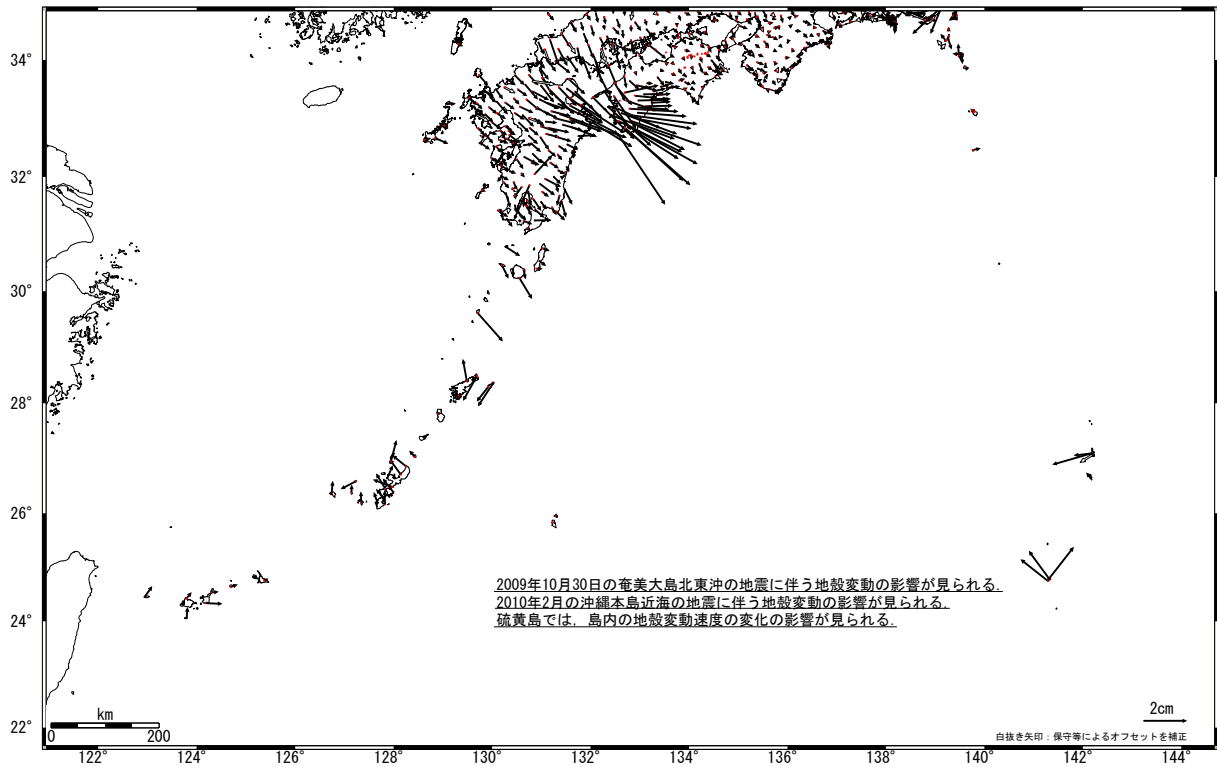 34°
32°
30°
28°
26°
24°
22°
2009年10月30日の奄美大島北東沖の地震に伴う地殻変動の影響が見られる.
2010年2月の沖縄本島近海の地震に伴う地殻変動の影響が見られる.
硫黄島では，島内の地殻変動速度の変化の影響が見られる.
km
0 200
2cm
白抜き矢印：保守等によるオフセットを補正
122° 124° 126° 128° 130° 132° 134° 136° 138° 140° 142° 144°